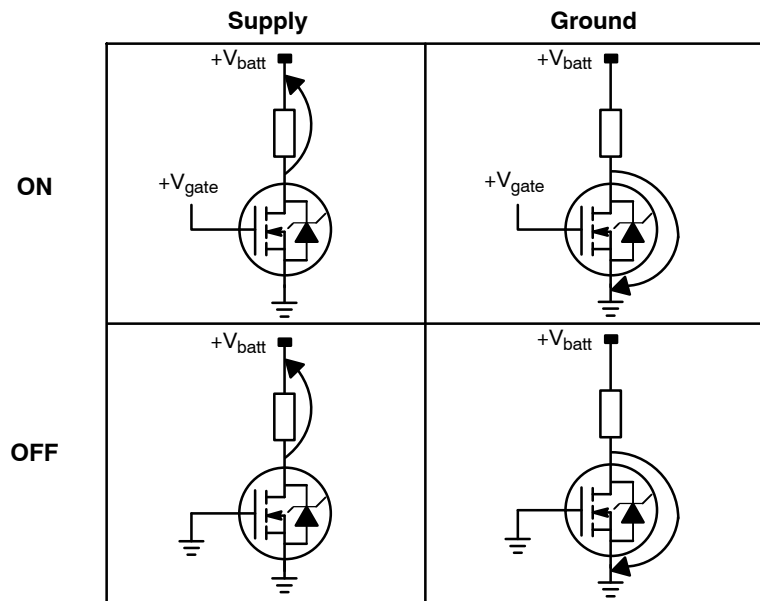 Supply Ground
+Vbatt +Vbatt
ON
+Vgate +Vgate
+Vbatt +Vbatt
OFF